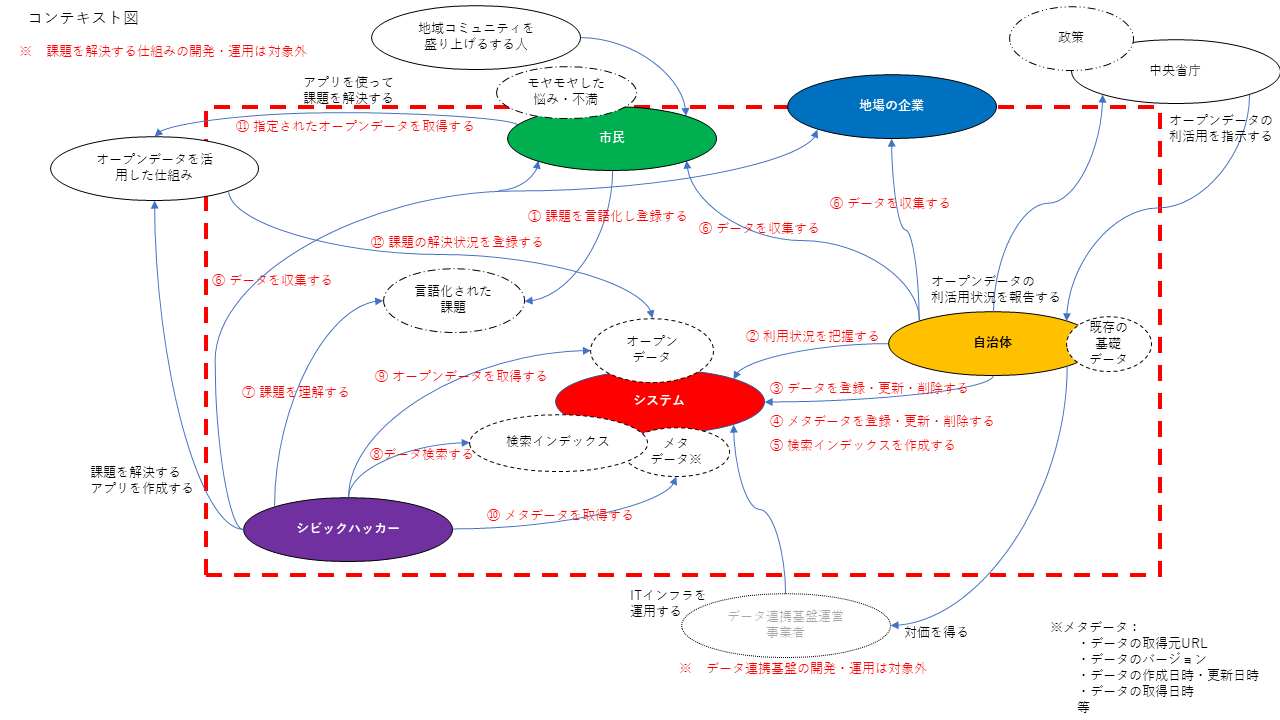 コンテキスト図
※　課題を解決する仕組みの開発・運用は対象外
地域コミュニティを
盛り上げるする人
政策
中央省庁
モヤモヤした
悩み・不満
アプリを使って
課題を解決する
地場の企業
オープンデータの
利活用を指示する
⑪ 指定されたオープンデータを取得する
市民
オープンデータを活
用した仕組み
① 課題を言語化し登録する
⑥ データを収集する
⑥ データを収集する
⑫ 課題の解決状況を登録する
⑥ データを収集する
言語化された
課題
オープンデータの
利活用状況を報告する
オープン
データ
② 利用状況を把握する
自治体
既存の
基礎
データ
⑨ オープンデータを取得する
⑦ 課題を理解する
システム
③ データを登録・更新・削除する
④ メタデータを登録・更新・削除する
⑤ 検索インデックスを作成する
検索インデックス
メタ
データ※
⑧データ検索する
課題を解決する
アプリを作成する
⑩ メタデータを取得する
シビックハッカー
ITインフラを
運用する
データ連携基盤運営
事業者
対価を得る
※　データ連携基盤の開発・運用は対象外
※メタデータ：
・データの取得元URL
・データのバージョン
・データの作成日時・更新日時
・データの取得日時
等